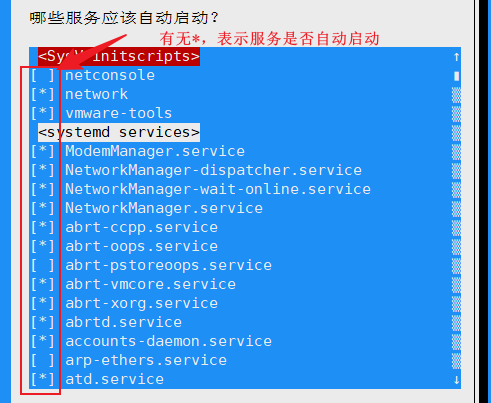 哪些服务应该自动启动?
有无*，表示服务是否自动启动
<SysV initscripts>
[ ] netconsole
[*] network
[*] vmware-tools
<systemd services>
[*] ModemManager.service
[*] NetworkManager-dispatcher.service
[*] NetworkManager-wait-online.service
[*] NetworkManager.service
[*] abrt-ccpp.service
[*] abrt-oops.service
[ ] abrt-pstoreoops.service
[*] abrt-vmcore.service
[*] abrt-xorg.service
[*] abrtd.service
[*] accounts-daemon.service
[ ] arp-ethers.service
[*] atd.service